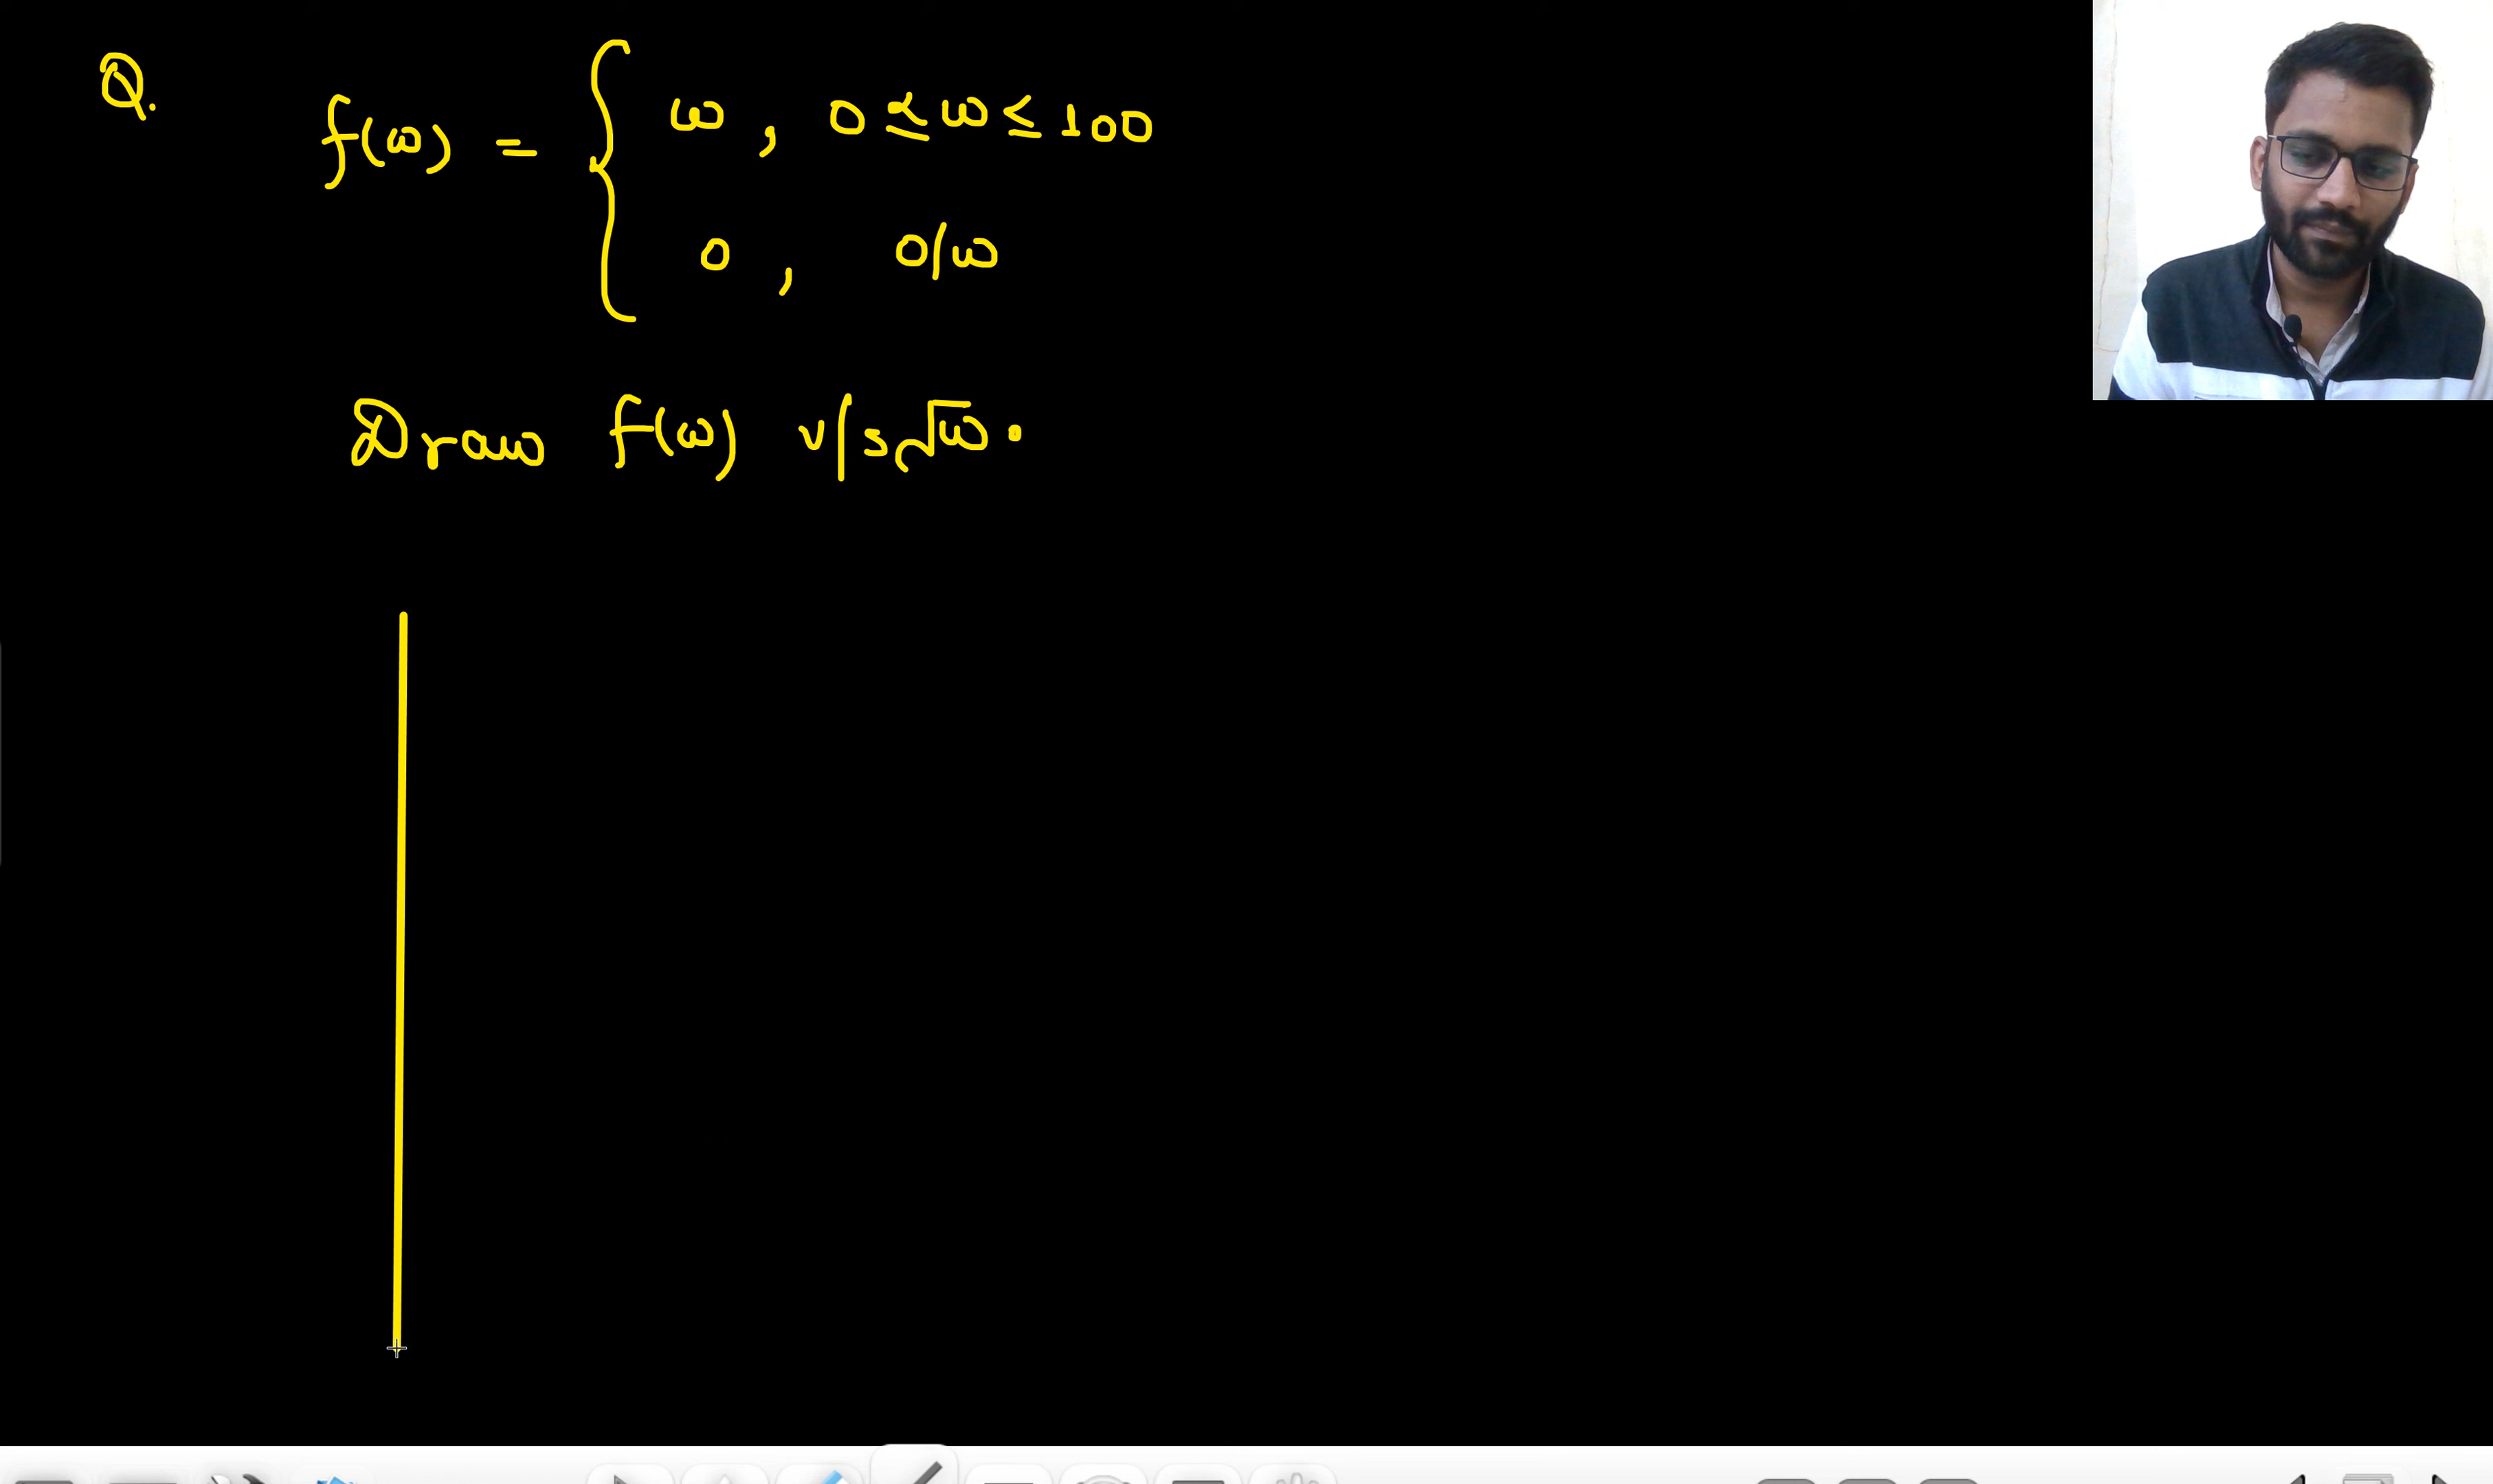 Q.
f(ω) = { ω , 0 ≤ ω ≤ 100
0 , o/ω
Draw f(ω) v/s √ω.